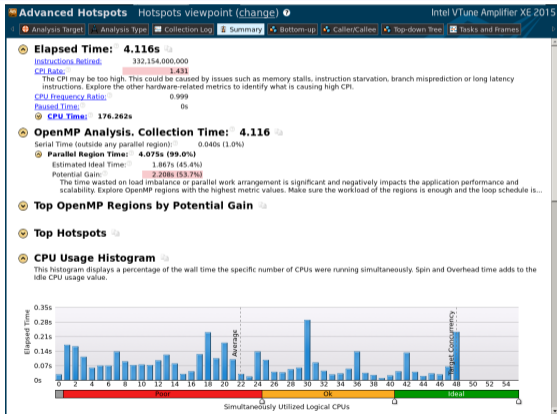 Advanced Hotspots Hotspots viewpoint (change) ? Intel VTune Amplifier XE 2015
Analysis Target Analysis Type Collection Log Summary Bottom-up Caller/Callee Top-down Tree Tasks and Frames
Elapsed Time: 4.116s
Instructions Retired: 332,154,000,000
CPI Rate: 1.431
The CPI may be too high. This could be caused by issues such as memory stalls, instruction starvation, branch misprediction or long latency
instructions. Explore the other hardware-related metrics to identify what is causing high CPI.
CPU Frequency Ratio: 0.999
Paused Time: 0s
CPU Time: 176.262s
OpenMP Analysis. Collection Time: 4.116
Serial Time (outside any parallel region): 0.040s (1.0%)
Parallel Region Time: 4.075s (99.0%)
Estimated Ideal Time: 1.867s (45.4%)
Potential Gain: 2.208s (53.7%)
The time wasted on load imbalance or parallel work arrangement is significant and negatively impacts the application performance and
scalability. Explore OpenMP regions with the highest metric values. Make sure the workload of the regions is enough and the loop schedule is...
Top OpenMP Regions by Potential Gain
Top Hotspots
CPU Usage Histogram
This histogram displays a percentage of the wall time the specific number of CPUs were running simultaneously. Spin and Overhead time adds to the
Idle CPU usage value.
Elapsed Time
0.35s
0.28s
0.21s
0.14s
0.07s
0s
Average
Target Concurrency
0 2 4 6 8 10 12 14 16 18 20 22 24 26 28 30 32 34 36 38 40 42 44 46 48 50 52 54
Poor Ok Ideal
Simultaneously Utilized Logical CPUs